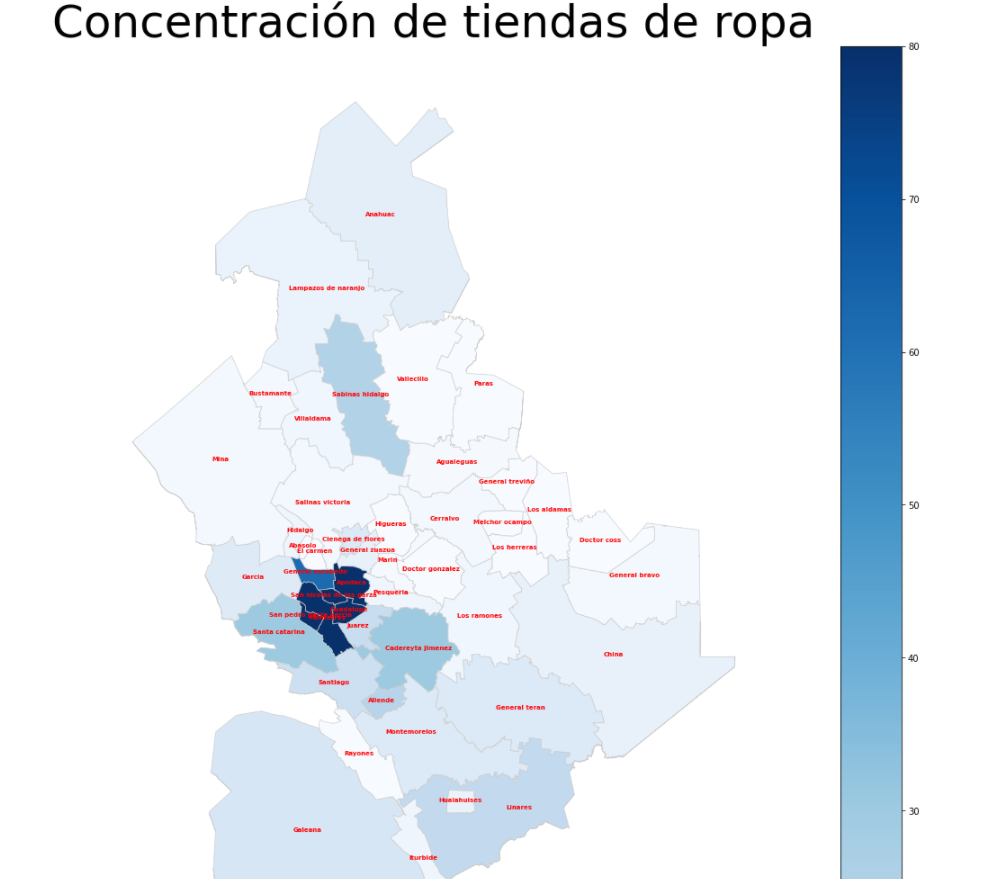 Concentración de tiendas de ropa
80
70
60
50
40
30
Anahuac
Lampazos de naranjo
Vallecillo
Paras
Bustamante
Sabinas hidalgo
Villaldama
Mina
Agualeguas
General treviño
Salinas victoria
Los aldamas
Higueras
Cerralvo
Melchor ocampo
Hidalgo
Cienega de flores
Doctor coss
Abasolo
El carmen
General zuazua
Los herreras
Marin
Doctor gonzalez
Garcia
General bravo
Apodaca
Pesqueria
San pedro
Los ramones
Juarez
Santa catarina
Cadereyta jimenez
China
Santiago
Allende
General teran
Montemorelos
Rayones
Hualahuises
Linares
Galeana
Iturbide